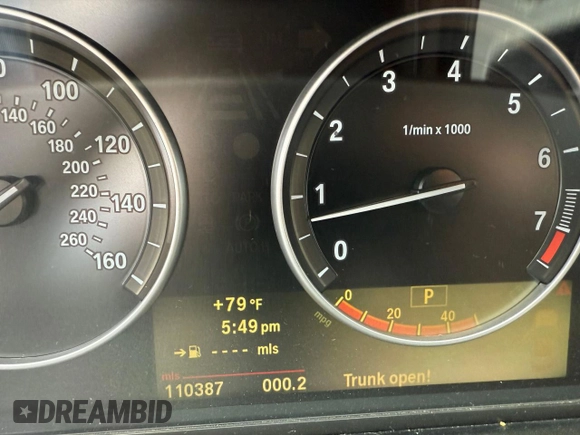 100
120
140
160
140
160
180
200
220
240
260
0
1
2
3
4
5
6
7
1/min x 1000
P
0
20
40
mpg
+79 °F
5:49 pm
---- mls
mls
110387 000.2
Trunk open!
DREAMBID